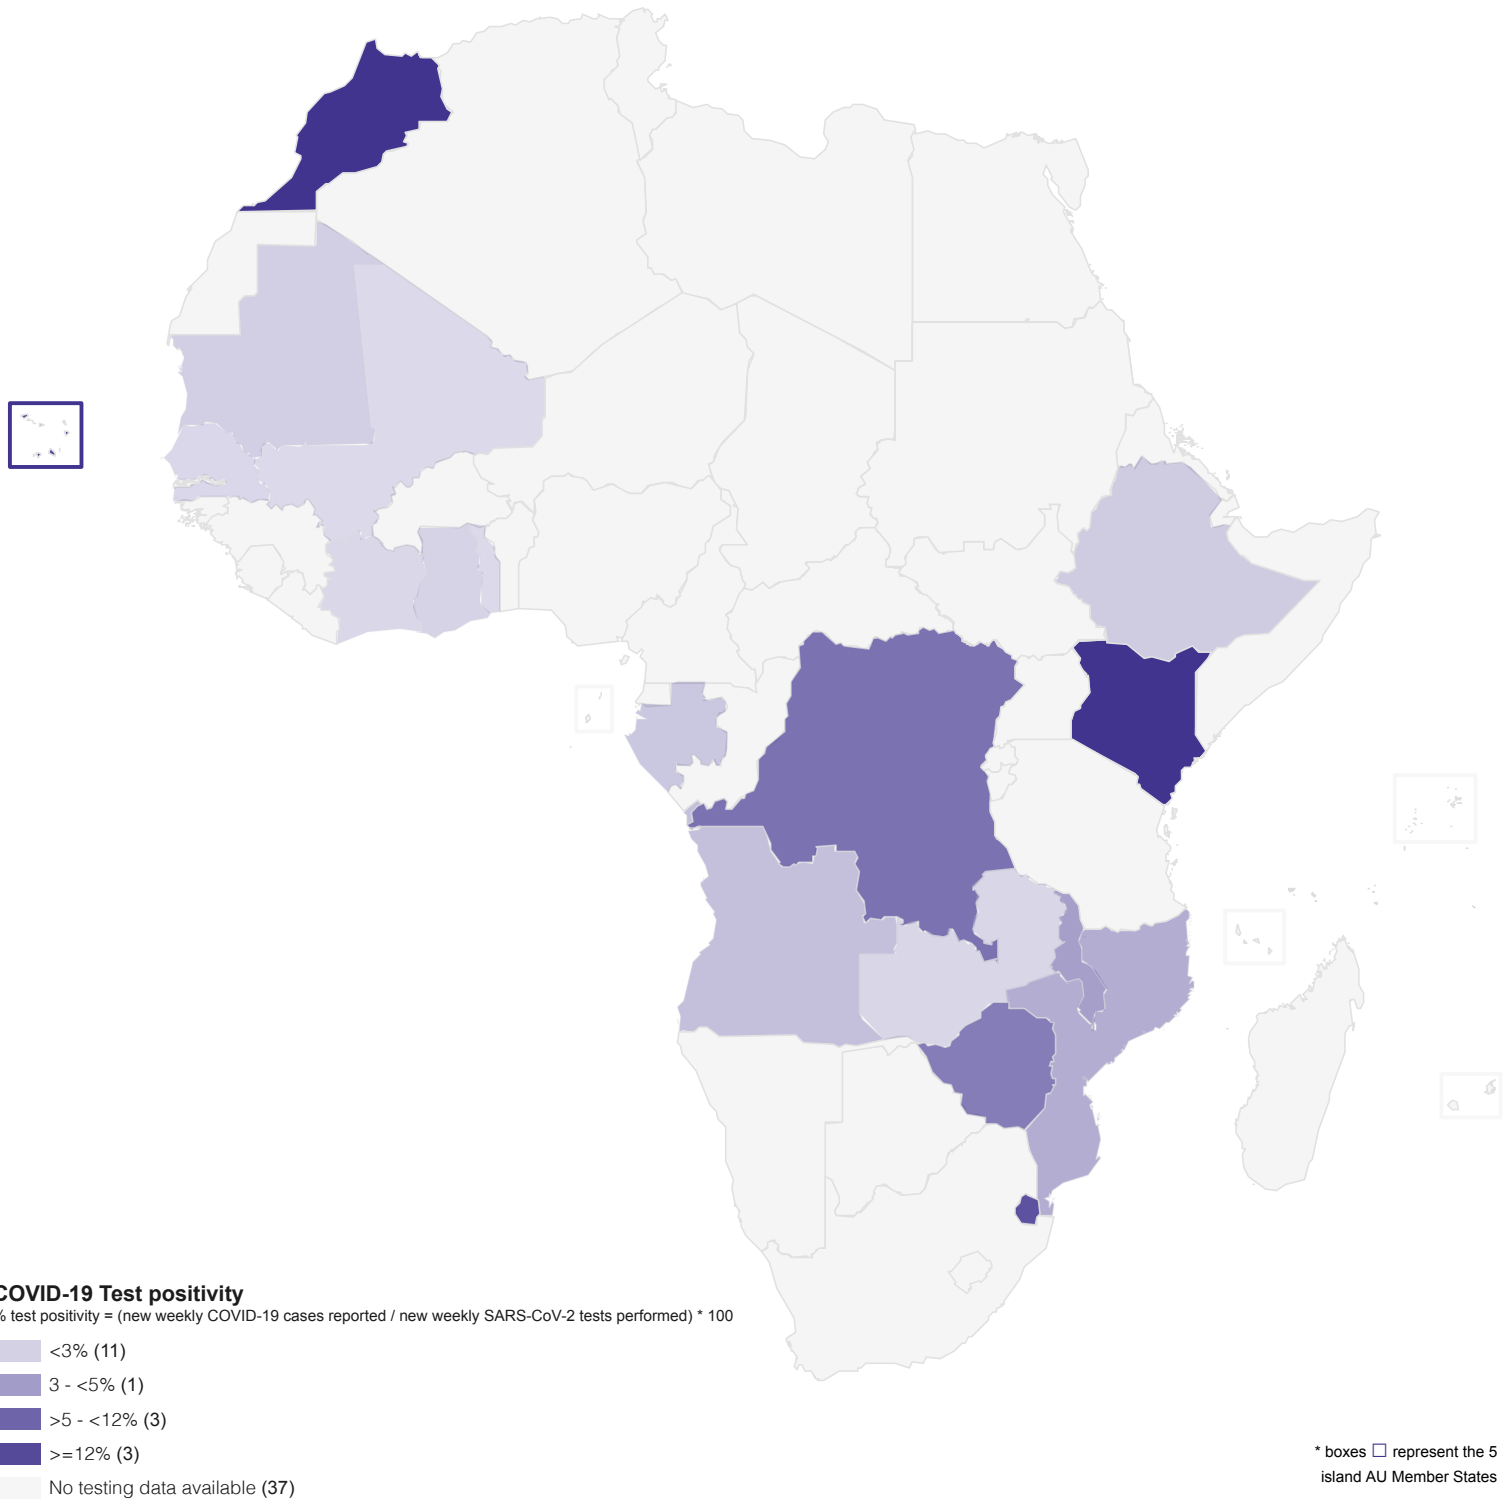 COVID-19 Test positivity
% test positivity = (new weekly COVID-19 cases reported / new weekly SARS-CoV-2 tests performed) * 100
<3% (11)
3 - <5% (1)
>5 - <12% (3)
>=12% (3)
No testing data available (37)
* boxes □ represent the 5
island AU Member States